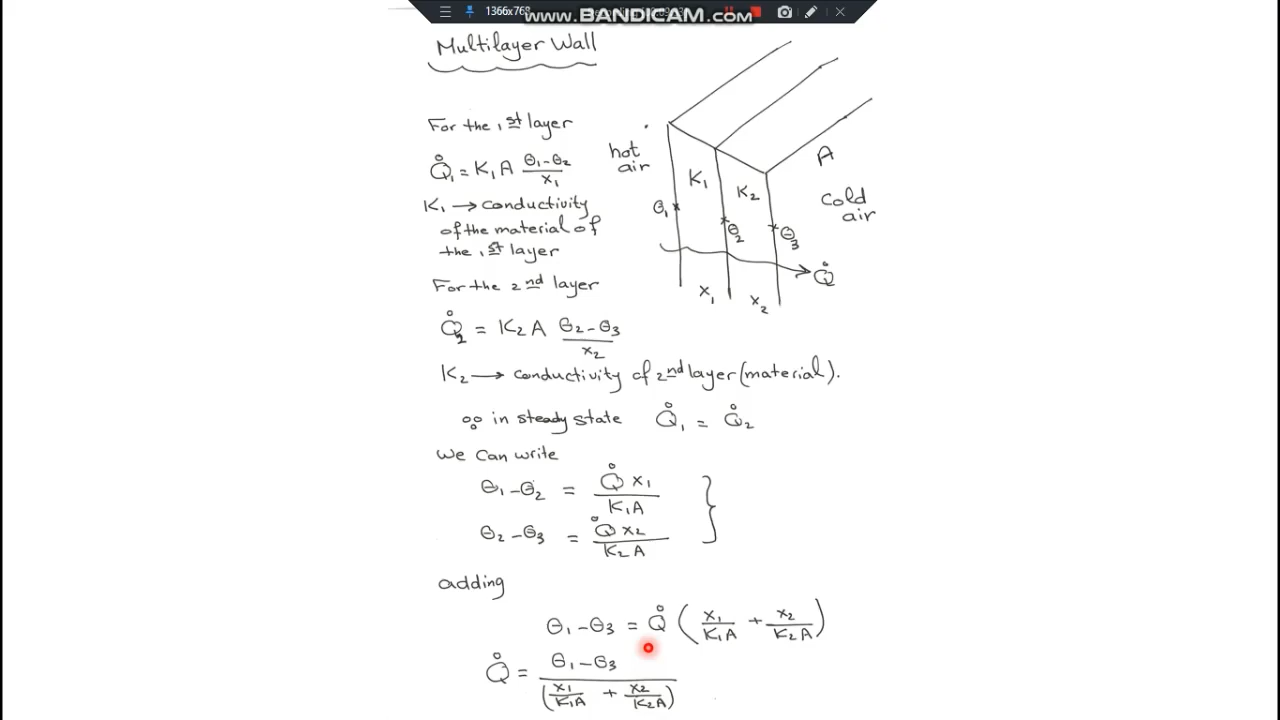 1366x768
www.BANDICAM.com
Multilayer Wall
For the 1st layer
Q̊1 = K1 A (θ1-θ2)/x1
K1 → conductivity
of the material of
the 1st layer
For the 2nd layer
Q̊2 = K2 A (θ2-θ3)/x2
K2 → conductivity of 2nd layer (material).
in steady state Q̊1 = Q̊2
We Can write
θ1-θ2 = Q̊ x1/K1A
θ2-θ3 = Q̊ x2/K2A
adding
θ1-θ3 = Q̊ (x1/K1A + x2/K2A)
Q̊ = (θ1-θ3)/(x1/K1A + x2/K2A)
hot
air
K1
K2
A
cold
air
θ1
θ2
θ3
Q̊
x1
x2